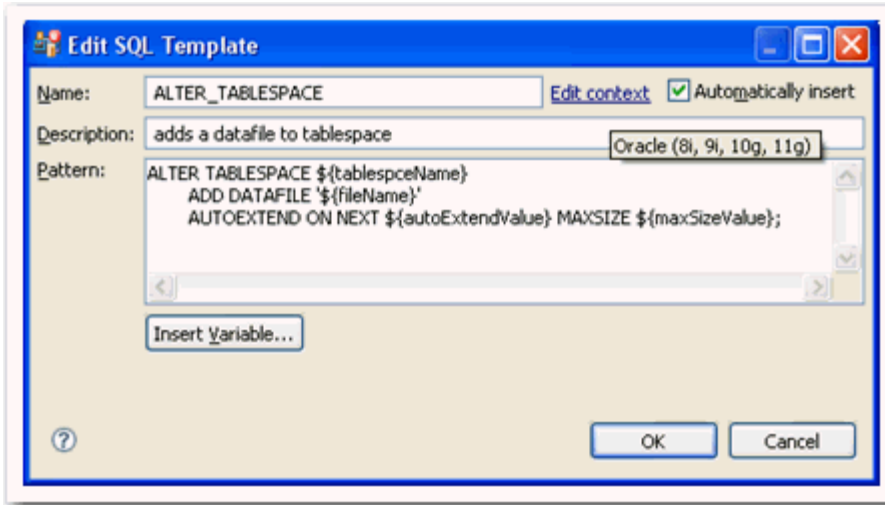 Edit SQL Template
Name: ALTER_TABLESPACE Edit context Automatically insert
Description: adds a datafile to tablespace
Oracle (8i, 9i, 10g, 11g)
Pattern: ALTER TABLESPACE ${tablespceName}
ADD DATAFILE '${fileName}'
AUTOEXTEND ON NEXT ${autoExtendValue} MAXSIZE ${maxSizeValue};
Insert Variable...
? OK Cancel